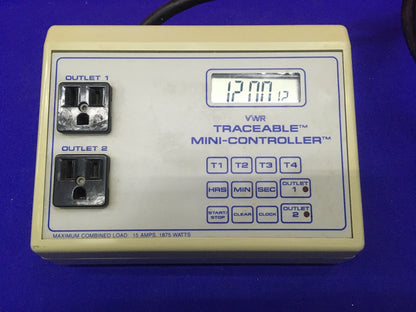 OUTLET 1
12:00 12
VWR
TRACEABLE™
MINI-CONTROLLER™
OUTLET 2
T1 T2 T3 T4
HRS MIN SEC OUTLET 1
START/STOP CLEAR CLOCK OUTLET 2
MAXIMUM COMBINED LOAD: 15 AMPS, 1875 WATTS